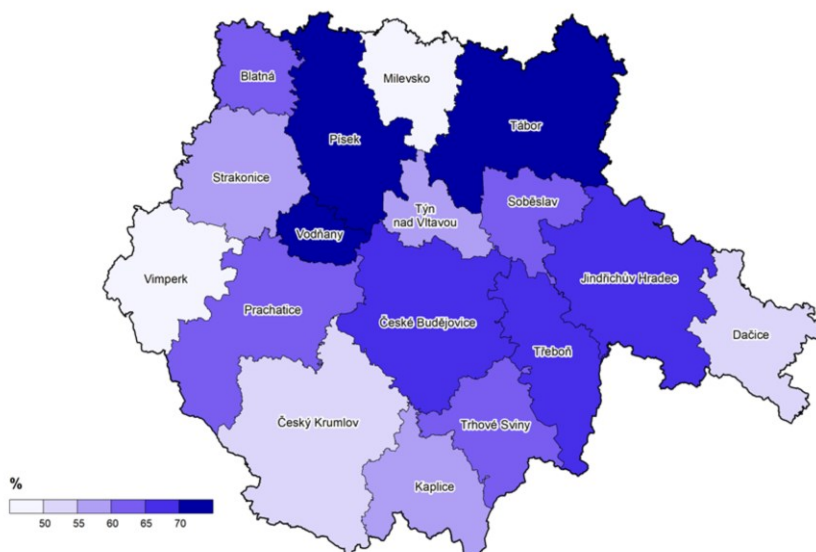 Blatná
Milevsko
Písek
Tábor
Strakonice
Soběslav
Týn
nad Vltavou
Vodňany
Vimperk
Jindřichův Hradec
Prachatice
České Budějovice
Dačice
Třeboň
Český Krumlov
Trhové Sviny
Kaplice
%
50 55 60 65 70